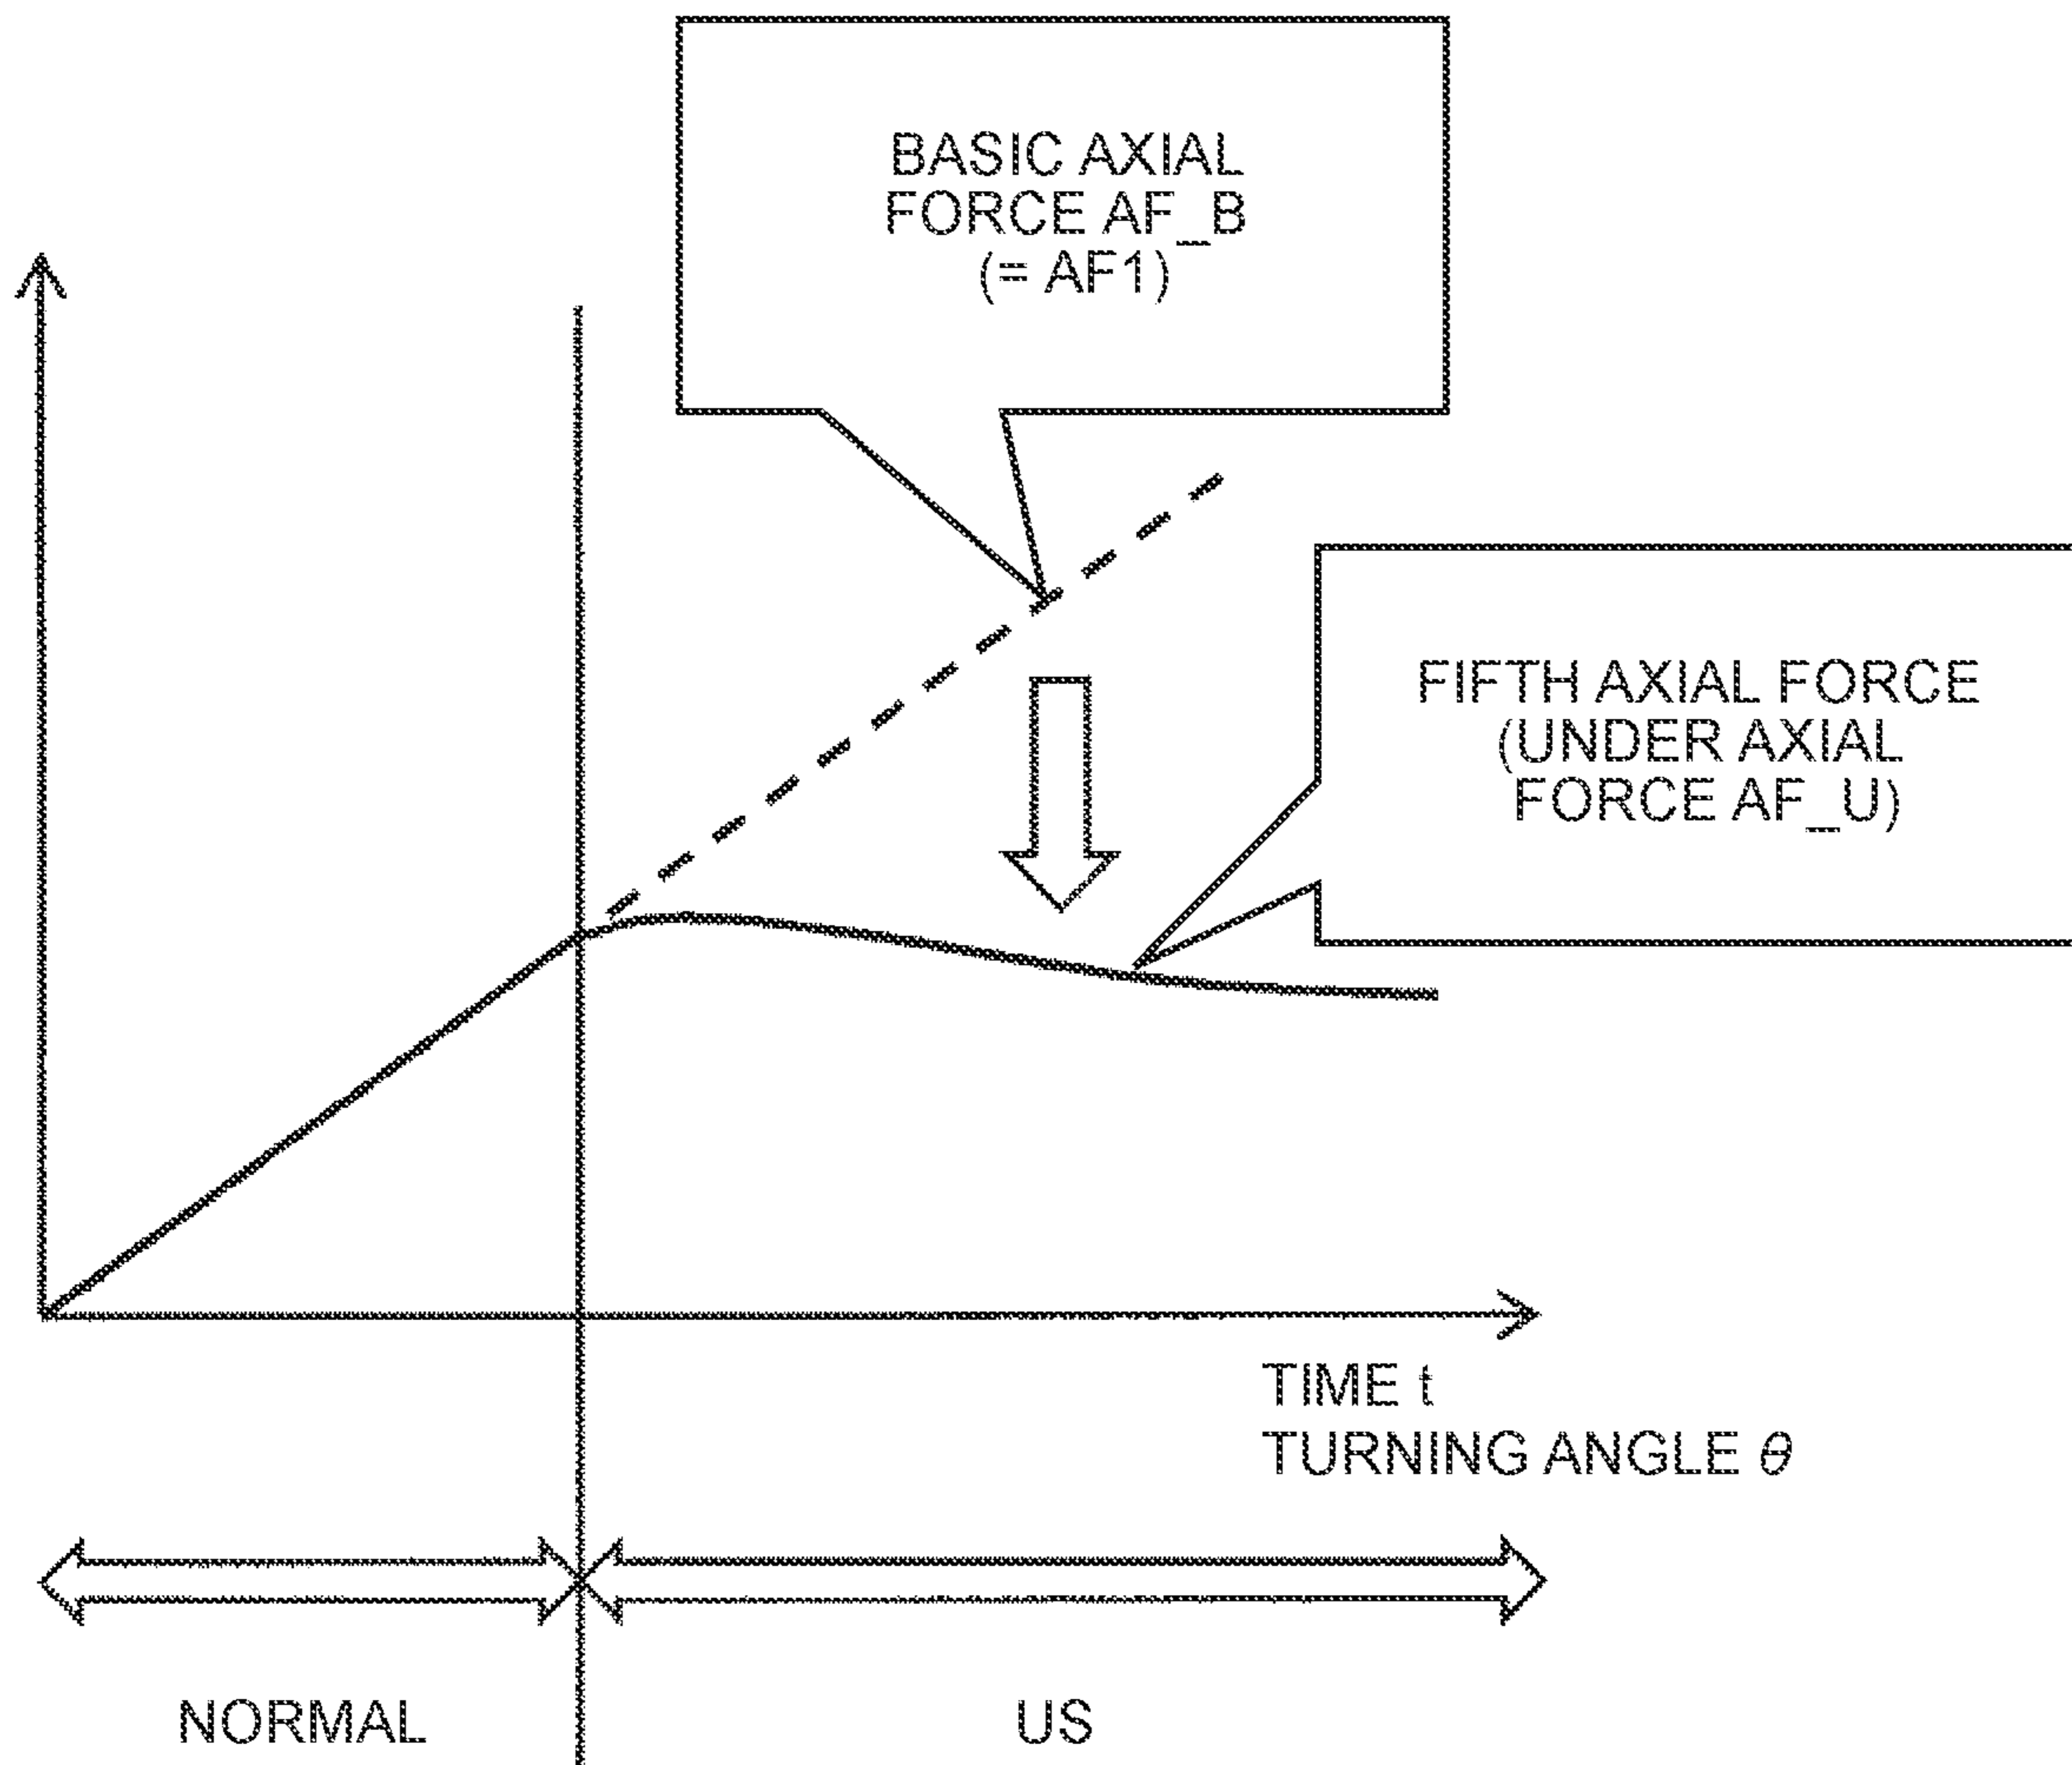 BASIC AXIAL
FORCE AF_B
(= AF1)
FIFTH AXIAL FORCE
(UNDER AXIAL
FORCE AF_U)
TIME t
TURNING ANGLE θ
NORMAL
US